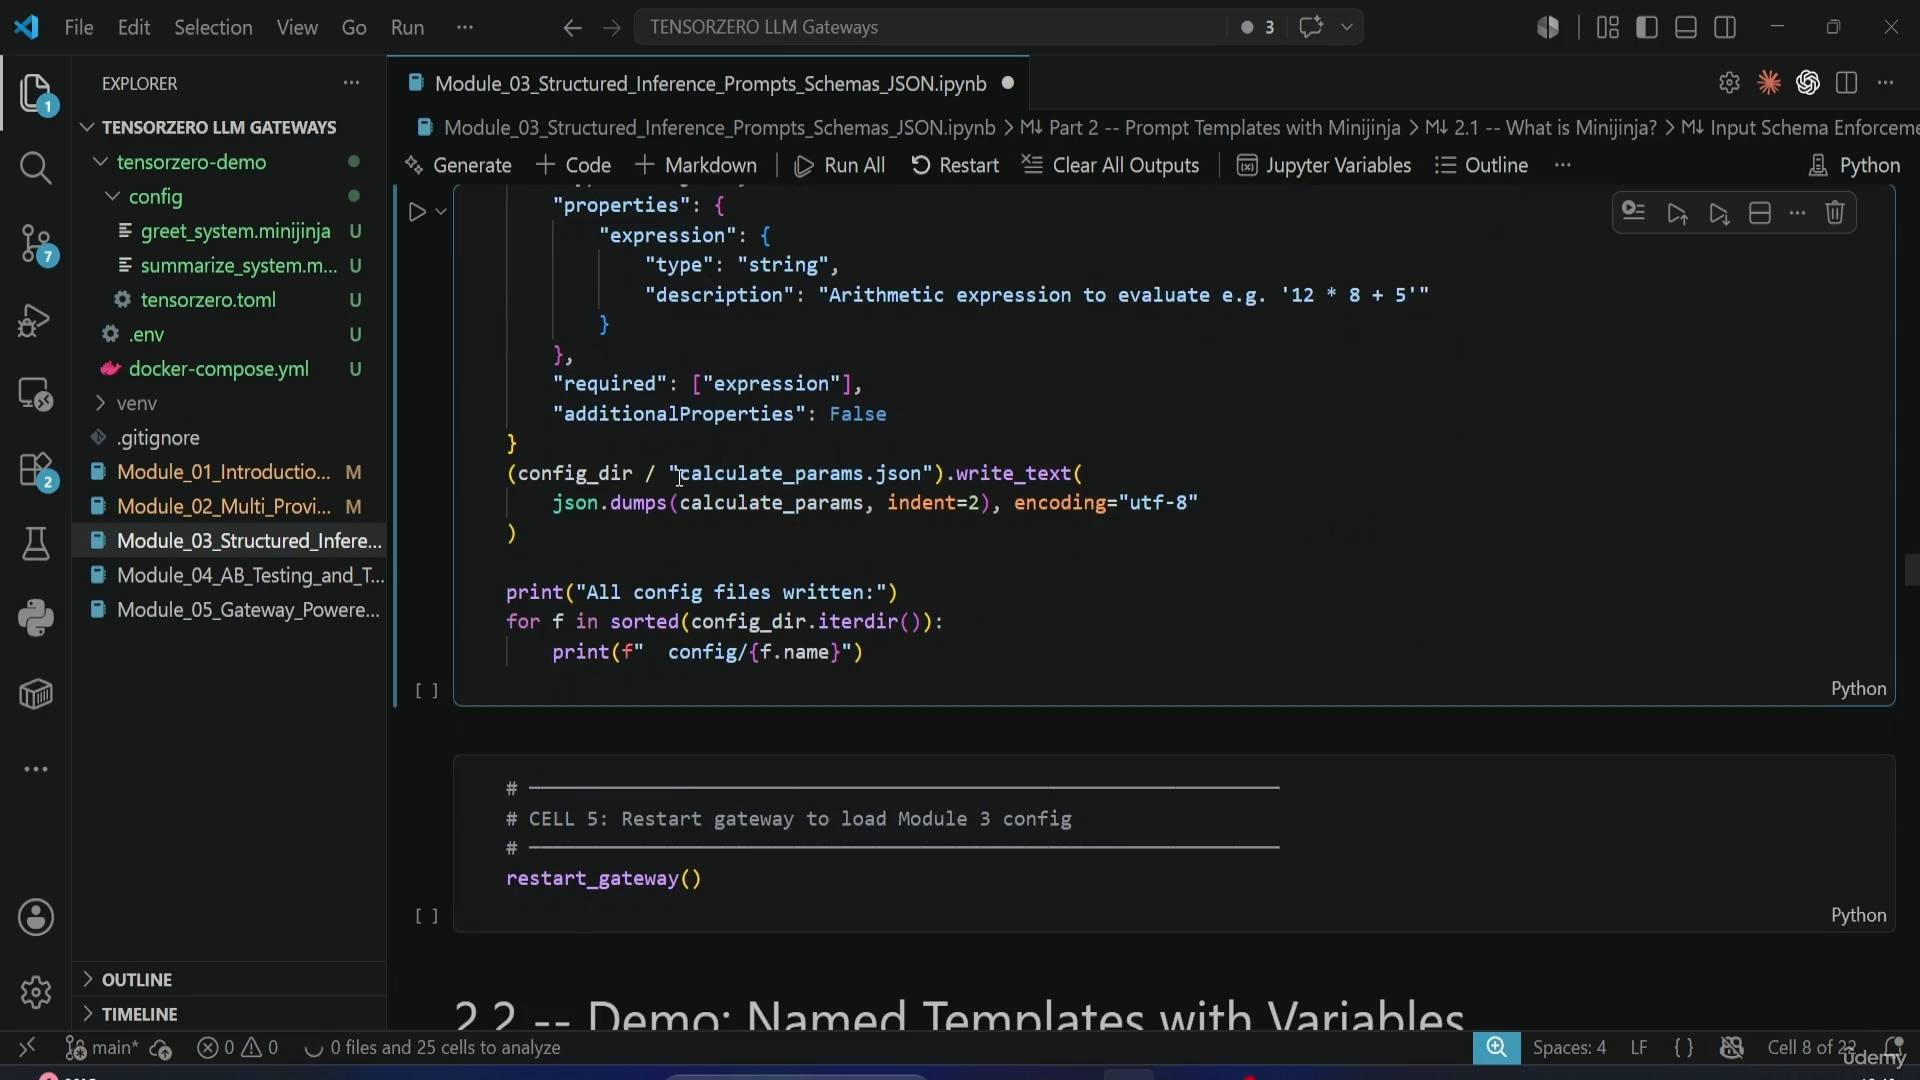 File Edit Selection View Go Run ··· TENSORZERO LLM Gateways 3
EXPLORER ···
TENSORZERO LLM GATEWAYS
tensorzero-demo
config
greet_system.minijinja U
summarize_system.m... U
tensorzero.toml U
.env U
docker-compose.yml U
venv
.gitignore
Module_01_Introductio... M
Module_02_Multi_Provi... M
Module_03_Structured_Infere...
Module_04_AB_Testing_and_T...
Module_05_Gateway_Powere...
OUTLINE
TIMELINE
1
7
2
Module_03_Structured_Inference_Prompts_Schemas_JSON.ipynb
Module_03_Structured_Inference_Prompts_Schemas_JSON.ipynb > M↓ Part 2 -- Prompt Templates with Minijinja > M↓ 2.1 -- What is Minijinja? > M↓ Input Schema Enforceme
Generate + Code + Markdown Run All Restart Clear All Outputs Jupyter Variables Outline ··· Python
"properties": {
"expression": {
"type": "string",
"description": "Arithmetic expression to evaluate e.g. '12 * 8 + 5'"
}
},
"required": ["expression"],
"additionalProperties": False
}
(config_dir / "calculate_params.json").write_text(
json.dumps(calculate_params, indent=2), encoding="utf-8"
)
print("All config files written:")
for f in sorted(config_dir.iterdir()):
print(f"  config/{f.name}")
[ ] Python
# ─────────────────────────────────────────────────────────────────
# CELL 5: Restart gateway to load Module 3 config
# ─────────────────────────────────────────────────────────────────
restart_gateway()
[ ] Python
2.2 -- Demo: Named Templates with Variables
main* 0 0 0 files and 25 cells to analyze Spaces: 4 LF { } Cell 8 of
udemy